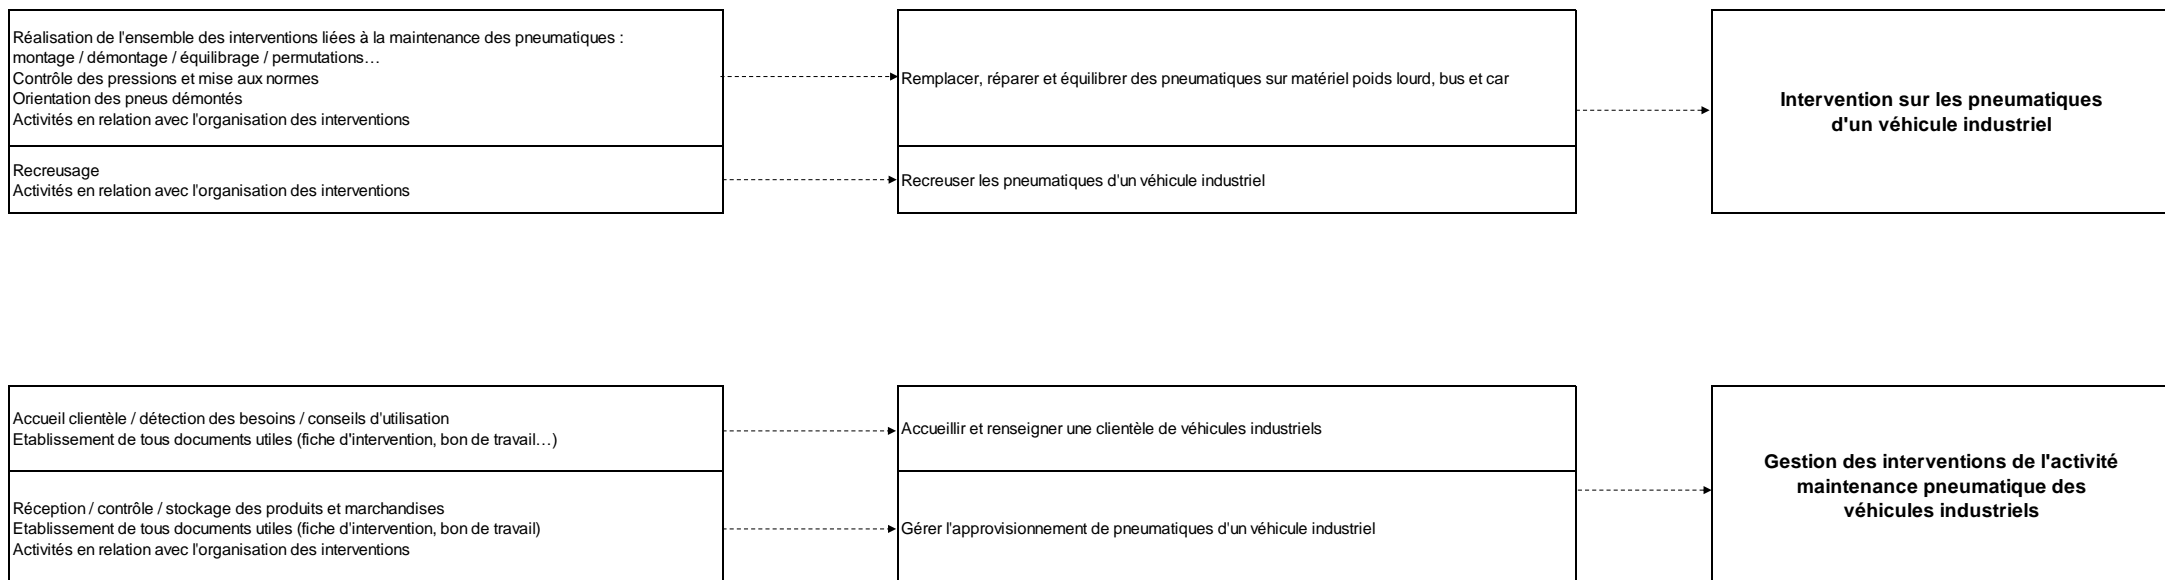 Réalisation de l'ensemble des interventions liées à la maintenance des pneumatiques :
montage / démontage / équilibrage / permutations…
Contrôle des pressions et mise aux normes
Orientation des pneus démontés
Activités en relation avec l'organisation des interventions
Remplacer, réparer et équilibrer des pneumatiques sur matériel poids lourd, bus et car
Intervention sur les pneumatiques
d'un véhicule industriel
Recreusage
Activités en relation avec l'organisation des interventions
Recreuser les pneumatiques d'un véhicule industriel
Accueil clientèle / détection des besoins / conseils d'utilisation
Etablissement de tous documents utiles (fiche d'intervention, bon de travail…)
Accueillir et renseigner une clientèle de véhicules industriels
Gestion des interventions de l'activité
maintenance pneumatique des
véhicules industriels
Réception / contrôle / stockage des produits et marchandises
Etablissement de tous documents utiles (fiche d'intervention, bon de travail)
Activités en relation avec l'organisation des interventions
Gérer l'approvisionnement de pneumatiques d'un véhicule industriel